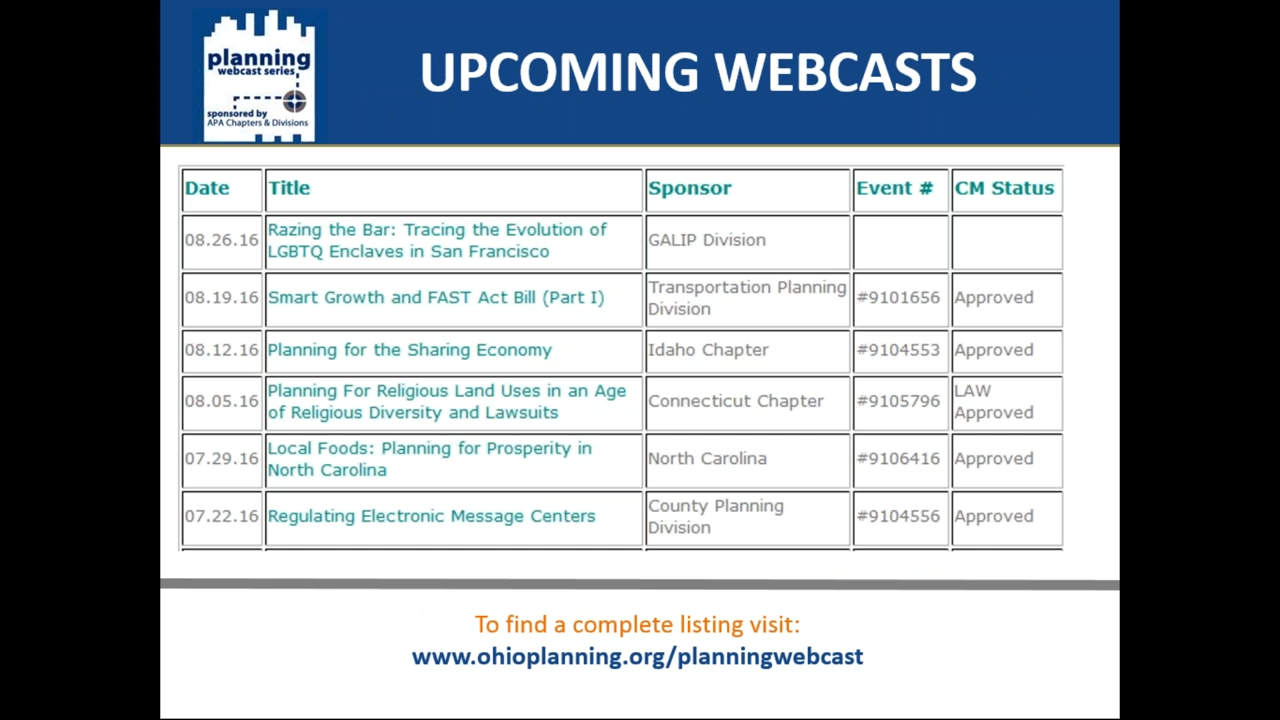 planning
webcast series
sponsored by
APA Chapters & Divisions
UPCOMING WEBCASTS
Date Title Sponsor Event # CM Status
08.26.16 Razing the Bar: Tracing the Evolution of LGBTQ Enclaves in San Francisco GALIP Division
08.19.16 Smart Growth and FAST Act Bill (Part I) Transportation Planning Division #9101656 Approved
08.12.16 Planning for the Sharing Economy Idaho Chapter #9104553 Approved
08.05.16 Planning For Religious Land Uses in an Age of Religious Diversity and Lawsuits Connecticut Chapter #9105796 LAW Approved
07.29.16 Local Foods: Planning for Prosperity in North Carolina North Carolina #9106416 Approved
07.22.16 Regulating Electronic Message Centers County Planning Division #9104556 Approved
To find a complete listing visit:
www.ohioplanning.org/planningwebcast